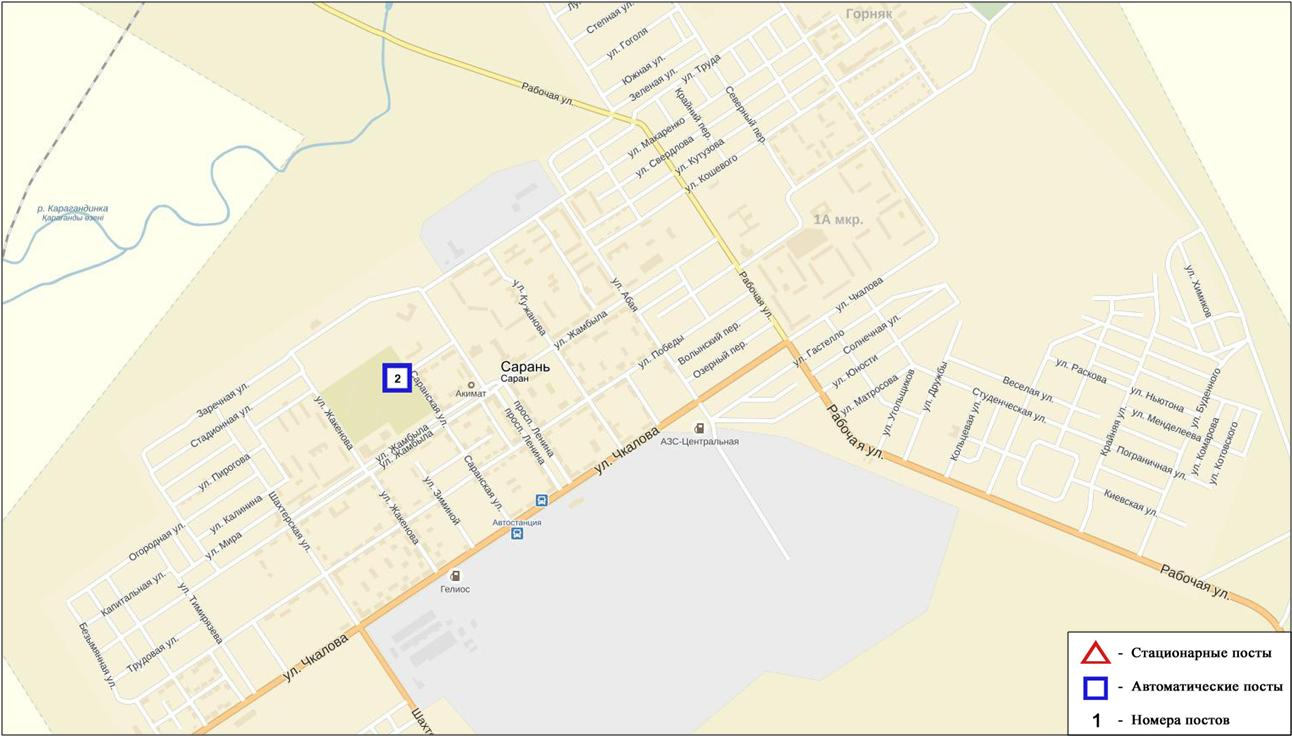 Горняк
Степная ул.
ул. Гоголя
Южная ул.
Зеленая ул.
ул. Труда
Рабочая ул.
Крайний пер.
Северный пер.
ул. Макаренко
ул. Свердлова
ул. Кутузова
ул. Кошевого
р. Карагандинка
Қарағанды өзені
1А мкр.
ул. Химиков
ул. Кужанова
ул. Абая
Рабочая ул.
ул. Чкалова
ул. Жамбыла
ул. Гастелло
Солнечная ул.
Волынский пер.
ул. Победы
Озерный пер.
ул. Юности
ул. Раскова
Сарань
Саран
2
Акимат
Саранская ул.
Заречная ул.
Стадионная ул.
ул. Жакенова
ул. Матросова
ул. Угольщиков
ул. Дружбы
Веселая ул.
Студенческая ул.
Кольцевая ул.
Крайняя ул.
ул. Ньютона
ул. Менделеева
ул. Буденного
ул. Комарова
ул. Котовского
Пограничная ул.
Киевская ул.
просп. Ленина
просп. Ленина
ул. Жамбыла
ул. Жамбыла
ул. Чкалова
АЗС-Центральная
Рабочая ул.
ул. Пирогова
Саранская ул.
ул. Зиминой
ул. Жакенова
Шахтерская ул.
ул. Калинина
Огородная ул.
ул. Мира
Автостанция
Гелиос
Капитальная ул.
ул. Тимирязева
Безымянная ул.
Трудовая ул.
ул. Чкалова
Рабочая ул.
- Стационарные посты
- Автоматические посты
1 - Номера постов